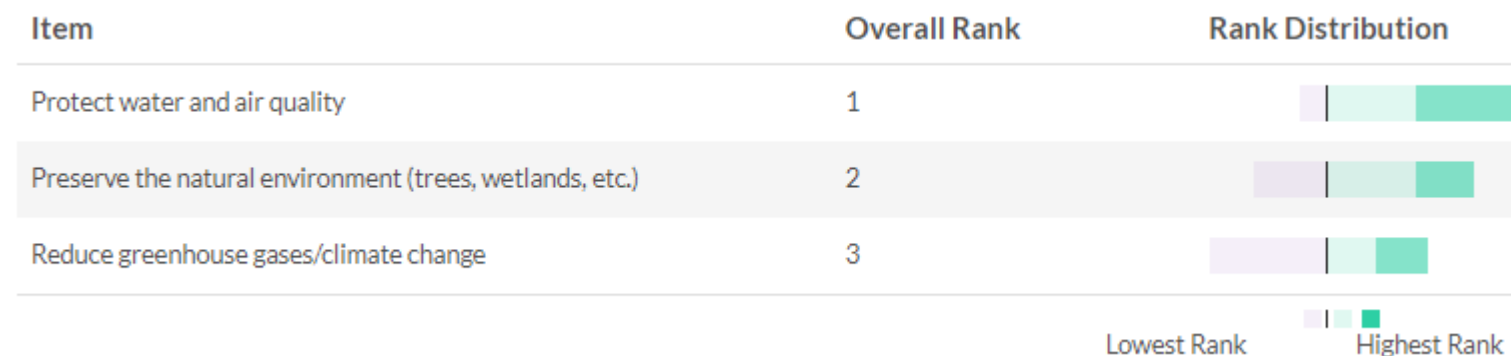 Item Overall Rank Rank Distribution
Protect water and air quality 1
Preserve the natural environment (trees, wetlands, etc.) 2
Reduce greenhouse gases/climate change 3
Lowest Rank Highest Rank